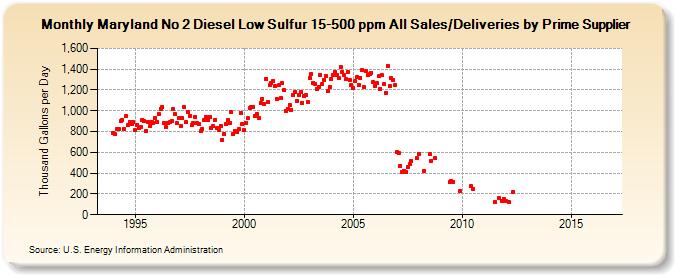 Monthly Maryland No 2 Diesel Low Sulfur 15-500 ppm All Sales/Deliveries by Prime Supplier
Thousand Gallons per Day
1,600
1,400
1,200
1,000
800
600
400
200
0
1995 2000 2005 2010 2015
Source: U.S. Energy Information Administration